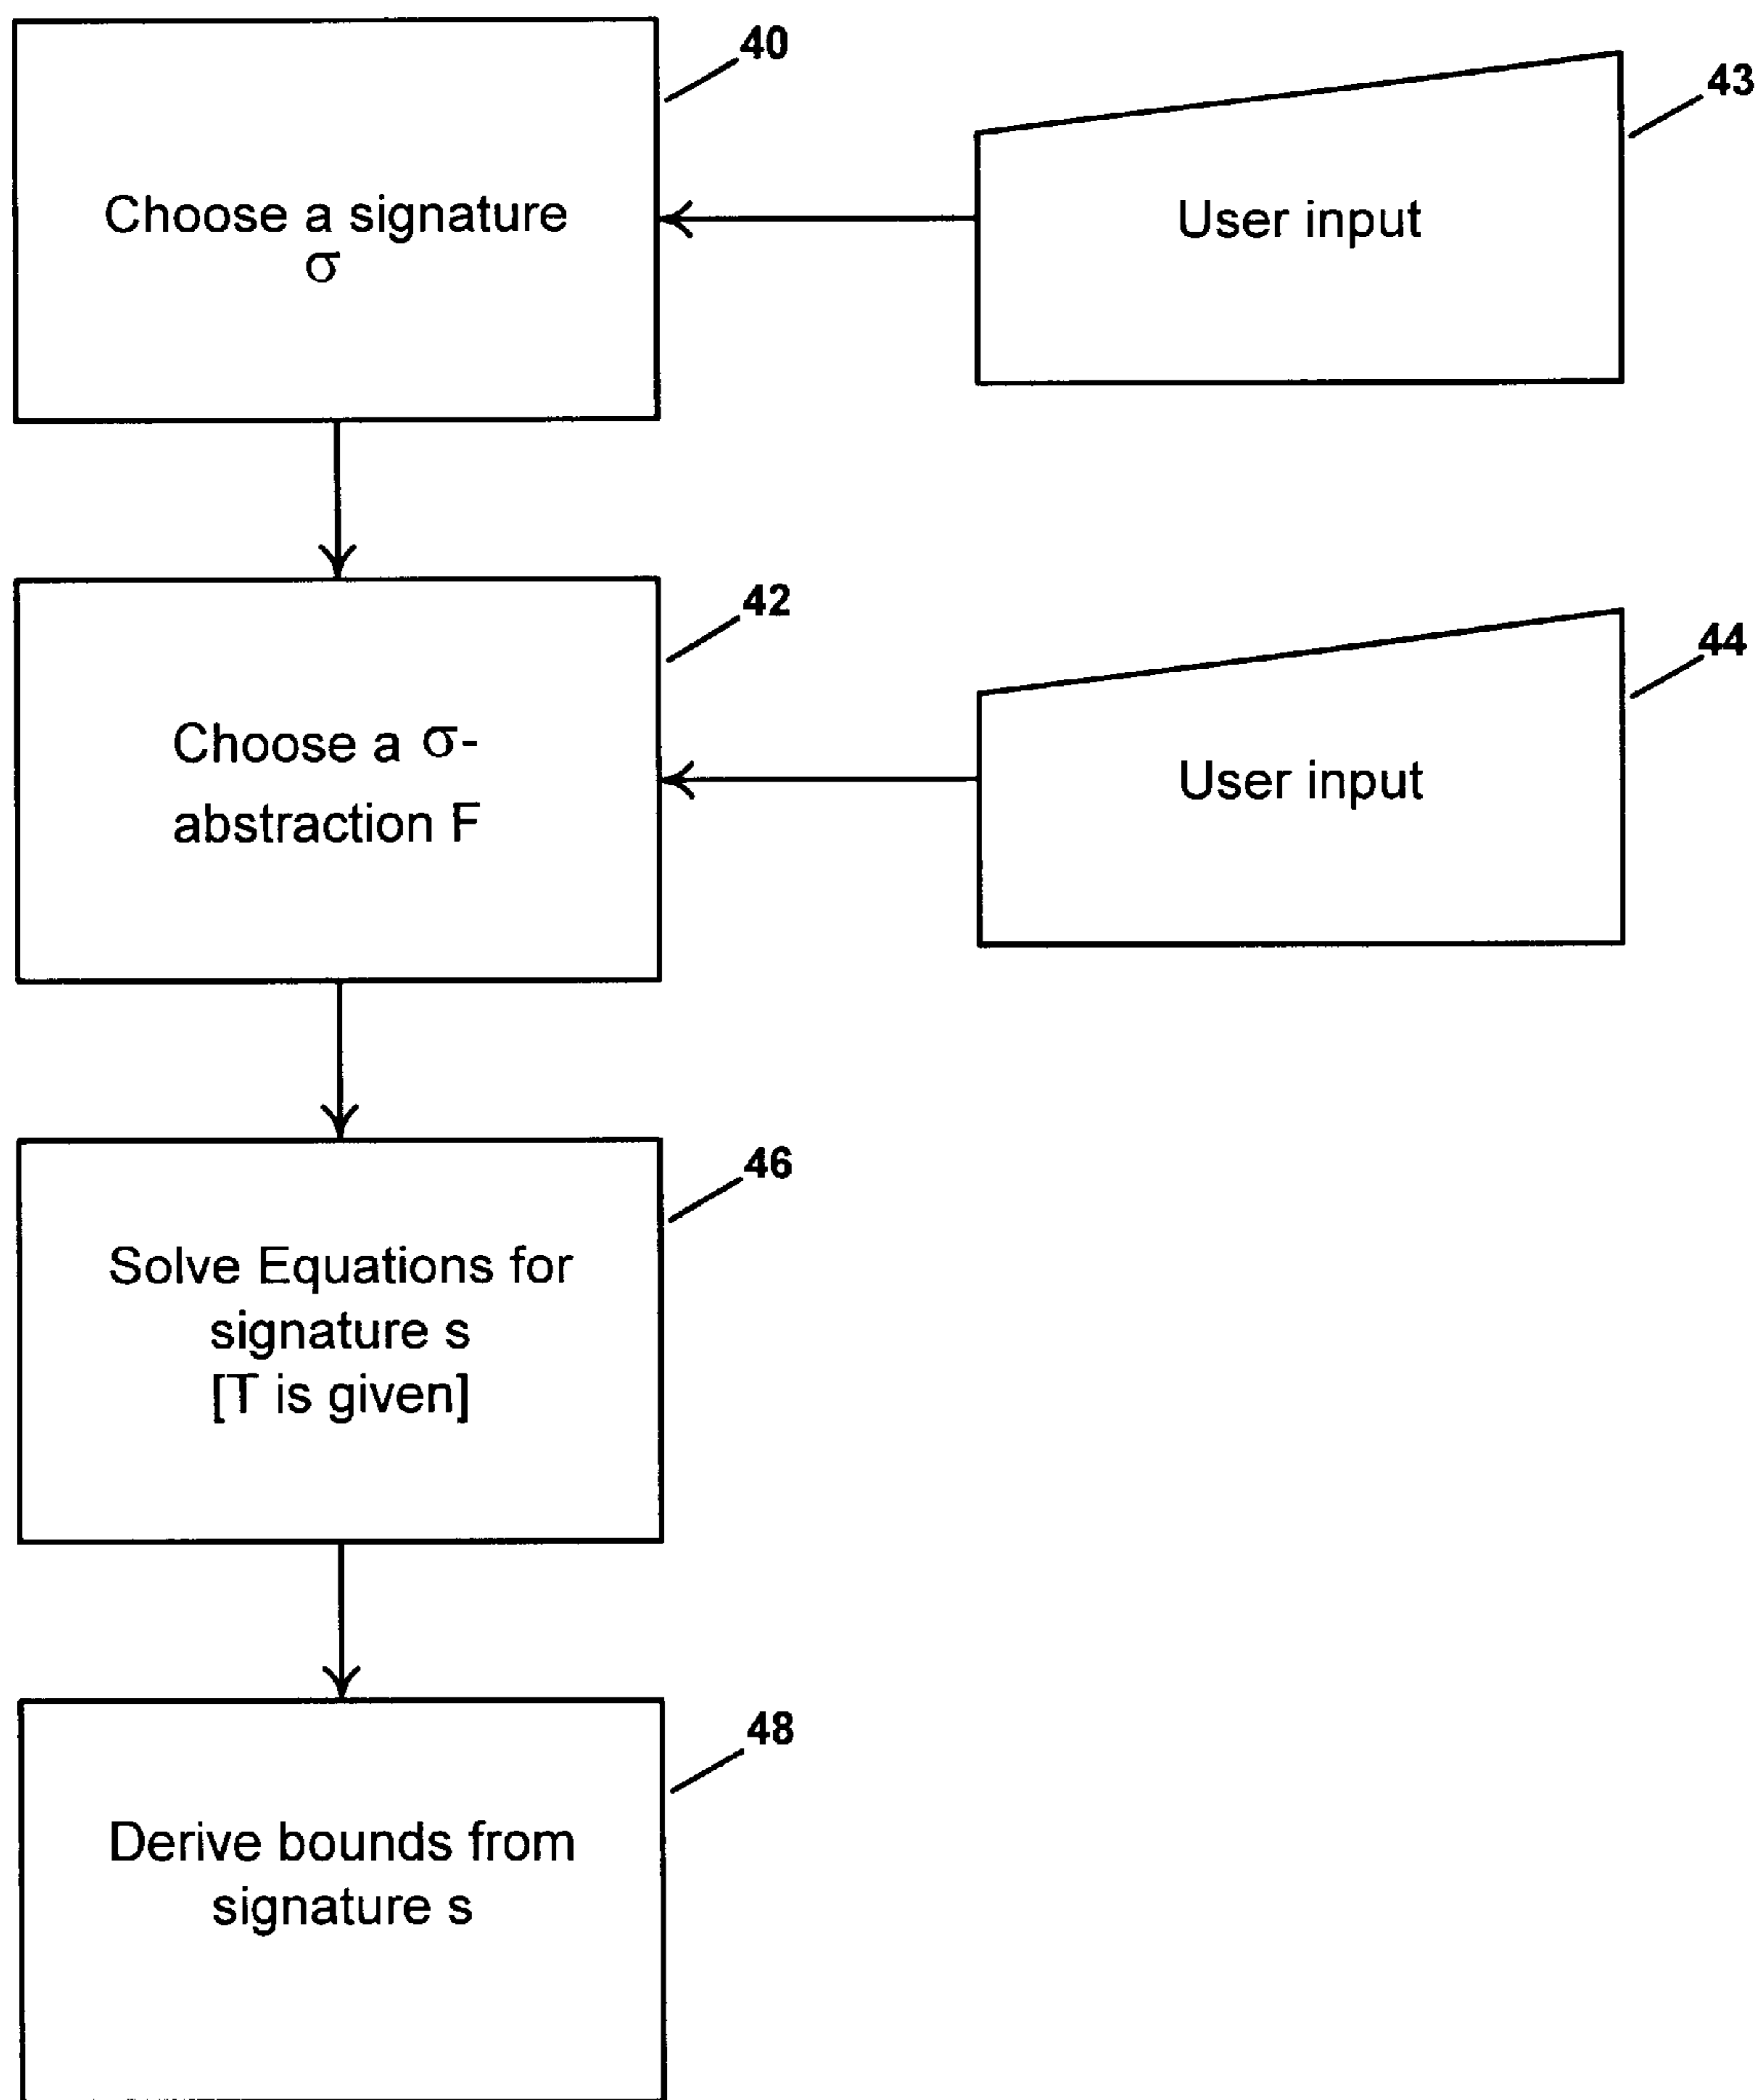 40
43
Choose a signature
σ
User input
42
44
Choose a σ-
abstraction F
User input
46
Solve Equations for
signature s
[T is given]
48
Derive bounds from
signature s